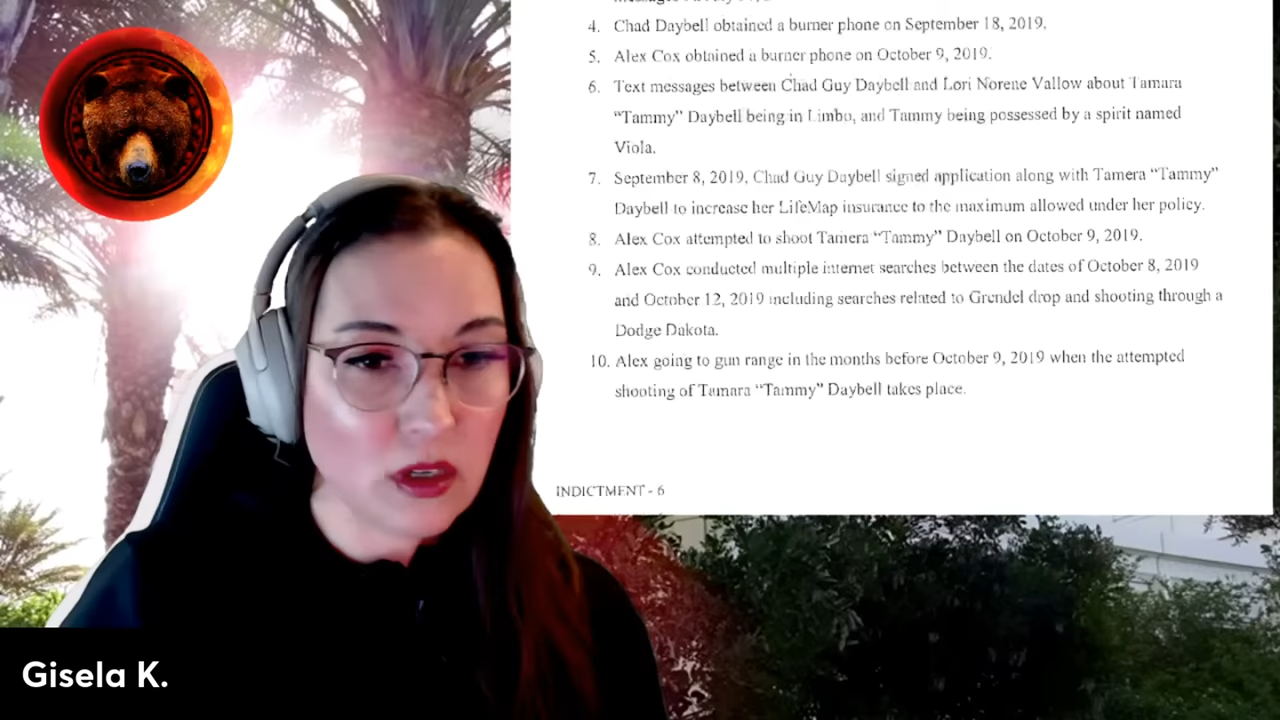 4. Chad Daybell obtained a burner phone on September 18, 2019.
5. Alex Cox obtained a burner phone on October 9, 2019.
6. Text messages between Chad Guy Daybell and Lori Norene Vallow about Tamara
“Tammy” Daybell being in Limbo, and Tammy being possessed by a spirit named
Viola.
7. September 8, 2019, Chad Guy Daybell signed application along with Tamera “Tammy”
Daybell to increase her LifeMap insurance to the maximum allowed under her policy.
8. Alex Cox attempted to shoot Tamera “Tammy” Daybell on October 9, 2019.
9. Alex Cox conducted multiple internet searches between the dates of October 8, 2019
and October 12, 2019 including searches related to Grendel drop and shooting through a
Dodge Dakota.
10. Alex going to gun range in the months before October 9, 2019 when the attempted
shooting of Tamara “Tammy” Daybell takes place.
INDICTMENT - 6
Gisela K.